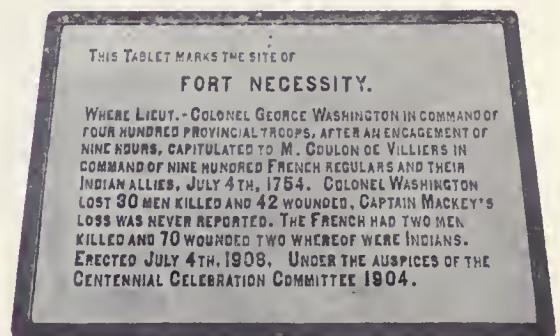 THIS TABLET MARKS THE SITE OF
FORT NECESSITY.
WHERE LIEUT.-COLONEL GEORGE WASHINGTON IN COMMAND OF
FOUR HUNDRED PROVINCIAL TROOPS, AFTER AN ENGAGEMENT OF
NINE HOURS, CAPITULATED TO M. COULON DE VILLIERS IN
COMMAND OF NINE HUNDRED FRENCH REGULARS AND THEIR
INDIAN ALLIES, JULY 4TH, 1754. COLONEL WASHINGTON
LOST 30 MEN KILLED AND 42 WOUNDED, CAPTAIN MACKEY'S
LOSS WAS NEVER REPORTED. THE FRENCH HAD TWO MEN
KILLED AND 70 WOUNDED TWO WHEREOF WERE INDIANS.
ERECTED JULY 4TH, 1908, UNDER THE AUSPICES OF THE
CENTENNIAL CELEBRATION COMMITTEE 1904.